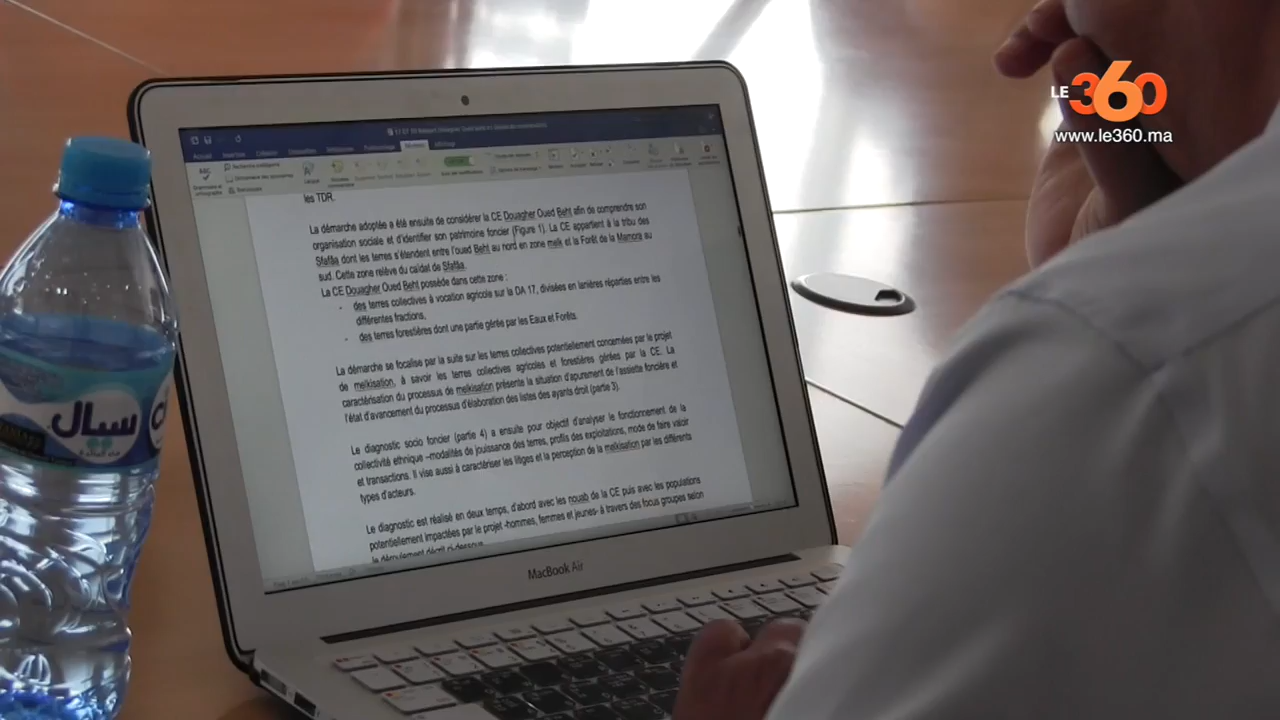 LE 360
www.le360.ma
les TDR.
La démarche adoptée a été ensuite de considérer la CE Douagher Oued Beht afin de comprendre son
organisation sociale et d'identifier son patrimoine foncier (Figure 1). La CE appartient à la tribu des
Sfafâa dont les terres s'étendent entre l'oued Beht au nord en zone melk et la Forêt de la Mamora au
sud. Cette zone relève du caïdat de Sfafâa.
La CE Douagher Oued Beht possède dans cette zone :
- des terres collectives à vocation agricole sur la DA 17, divisées en lanières réparties entre les
différentes fractions,
- des terres forestières dont une partie gérée par les Eaux et Forêts.
La démarche se focalise par la suite sur les terres collectives potentiellement concernées par le projet
de melkisation, à savoir les terres collectives agricoles et forestières gérées par la CE. La
caractérisation du processus de melkisation présente la situation d'apurement de l'assiette foncière et
l'état d'avancement du processus d'élaboration des listes des ayants droit (partie 3).
Le diagnostic socio foncier (partie 4) a ensuite pour objectif d'analyser le fonctionnement de la
collectivité ethnique –modalités de jouissance des terres, profils des exploitations, mode de faire valoir
et transactions. Il vise aussi à caractériser les litiges et la perception de la melkisation par les différents
types d'acteurs.
Le diagnostic est réalisé en deux temps, d'abord avec les nouab de la CE puis avec les populations
potentiellement impactées par le projet -hommes, femmes et jeunes- à travers des focus groupes selon
le déroulement décrit ci-dessous
MacBook Air
سيال